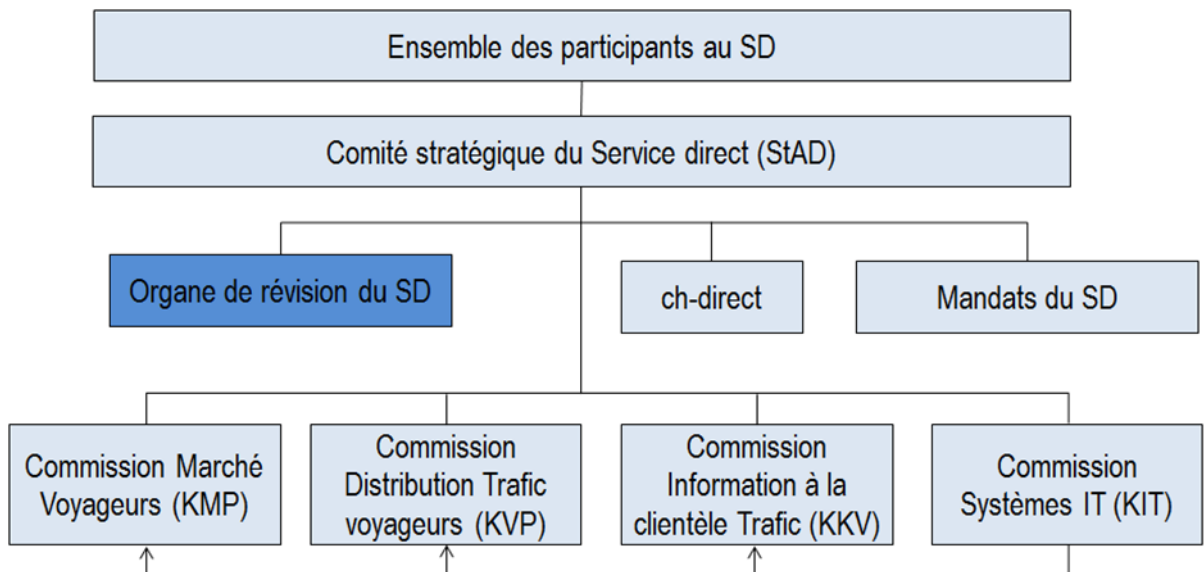 Ensemble des participants au SD
Comité stratégique du Service direct (StAD)
Organe de révision du SD
ch-direct
Mandats du SD
Commission Marché
Voyageurs (KMP)
Commission
Distribution Trafic
voyageurs (KVP)
Commission
Information à la
clientèle Trafic (KKV)
Commission
Systèmes IT (KIT)